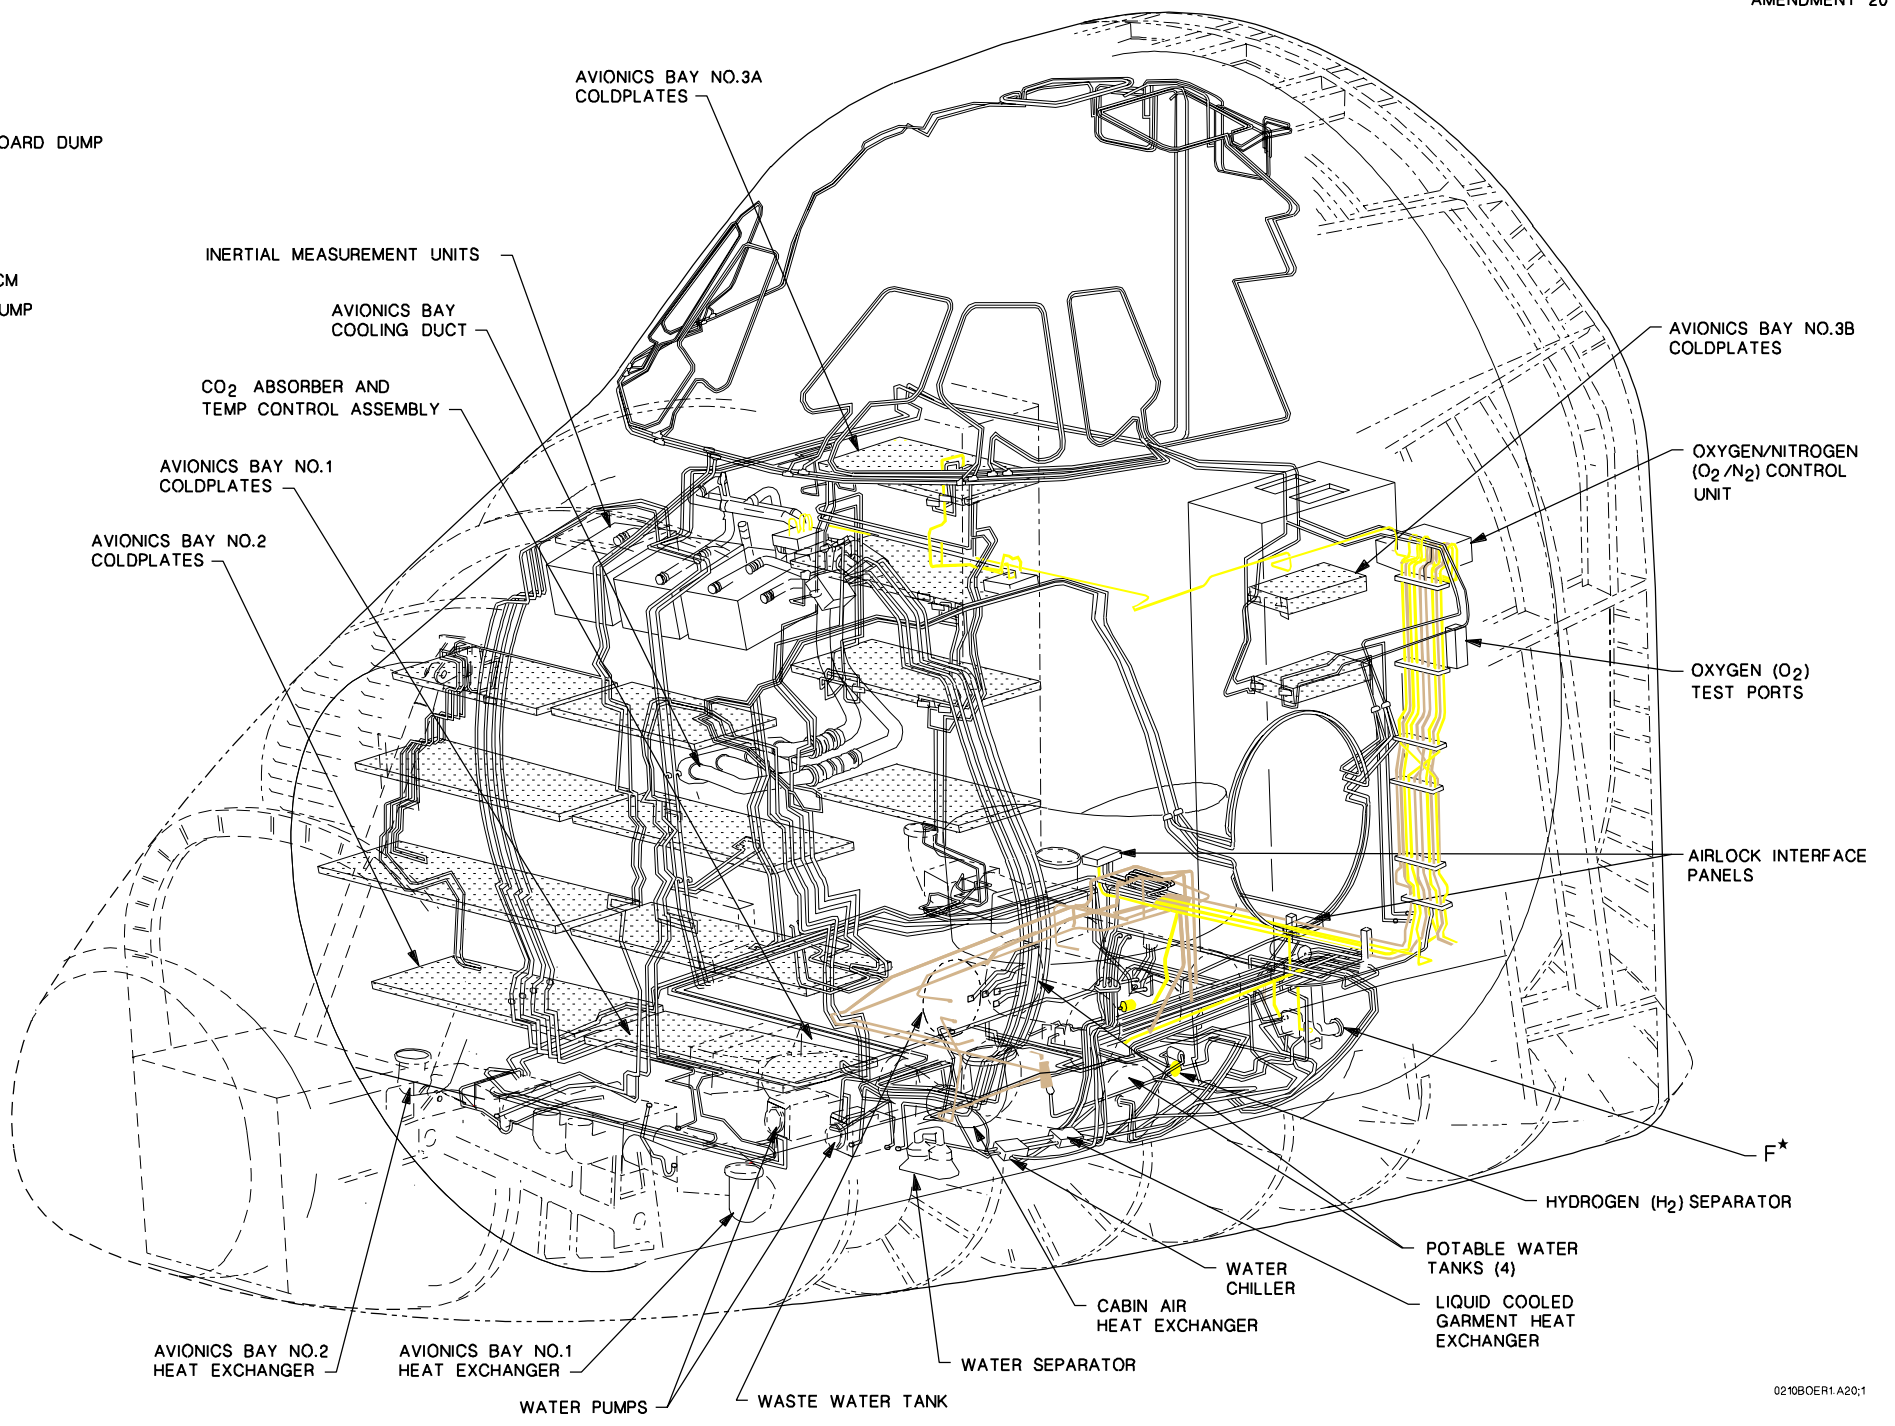 AMENDMENT 20
AVIONICS BAY NO.3A
COLDPLATES
OARD DUMP
INERTIAL MEASUREMENT UNITS
CM
UMP
AVIONICS BAY
COOLING DUCT
AVIONICS BAY NO.3B
COLDPLATES
CO2 ABSORBER AND
TEMP CONTROL ASSEMBLY
OXYGEN/NITROGEN
(O2/N2) CONTROL
UNIT
AVIONICS BAY NO.1
COLDPLATES
AVIONICS BAY NO.2
COLDPLATES
OXYGEN (O2)
TEST PORTS
AIRLOCK INTERFACE
PANELS
F★
HYDROGEN (H2) SEPARATOR
POTABLE WATER
TANKS (4)
WATER
CHILLER
LIQUID COOLED
GARMENT HEAT
EXCHANGER
CABIN AIR
HEAT EXCHANGER
AVIONICS BAY NO.2
HEAT EXCHANGER
AVIONICS BAY NO.1
HEAT EXCHANGER
WATER SEPARATOR
WATER PUMPS
WASTE WATER TANK
0210BOER1.A20;1